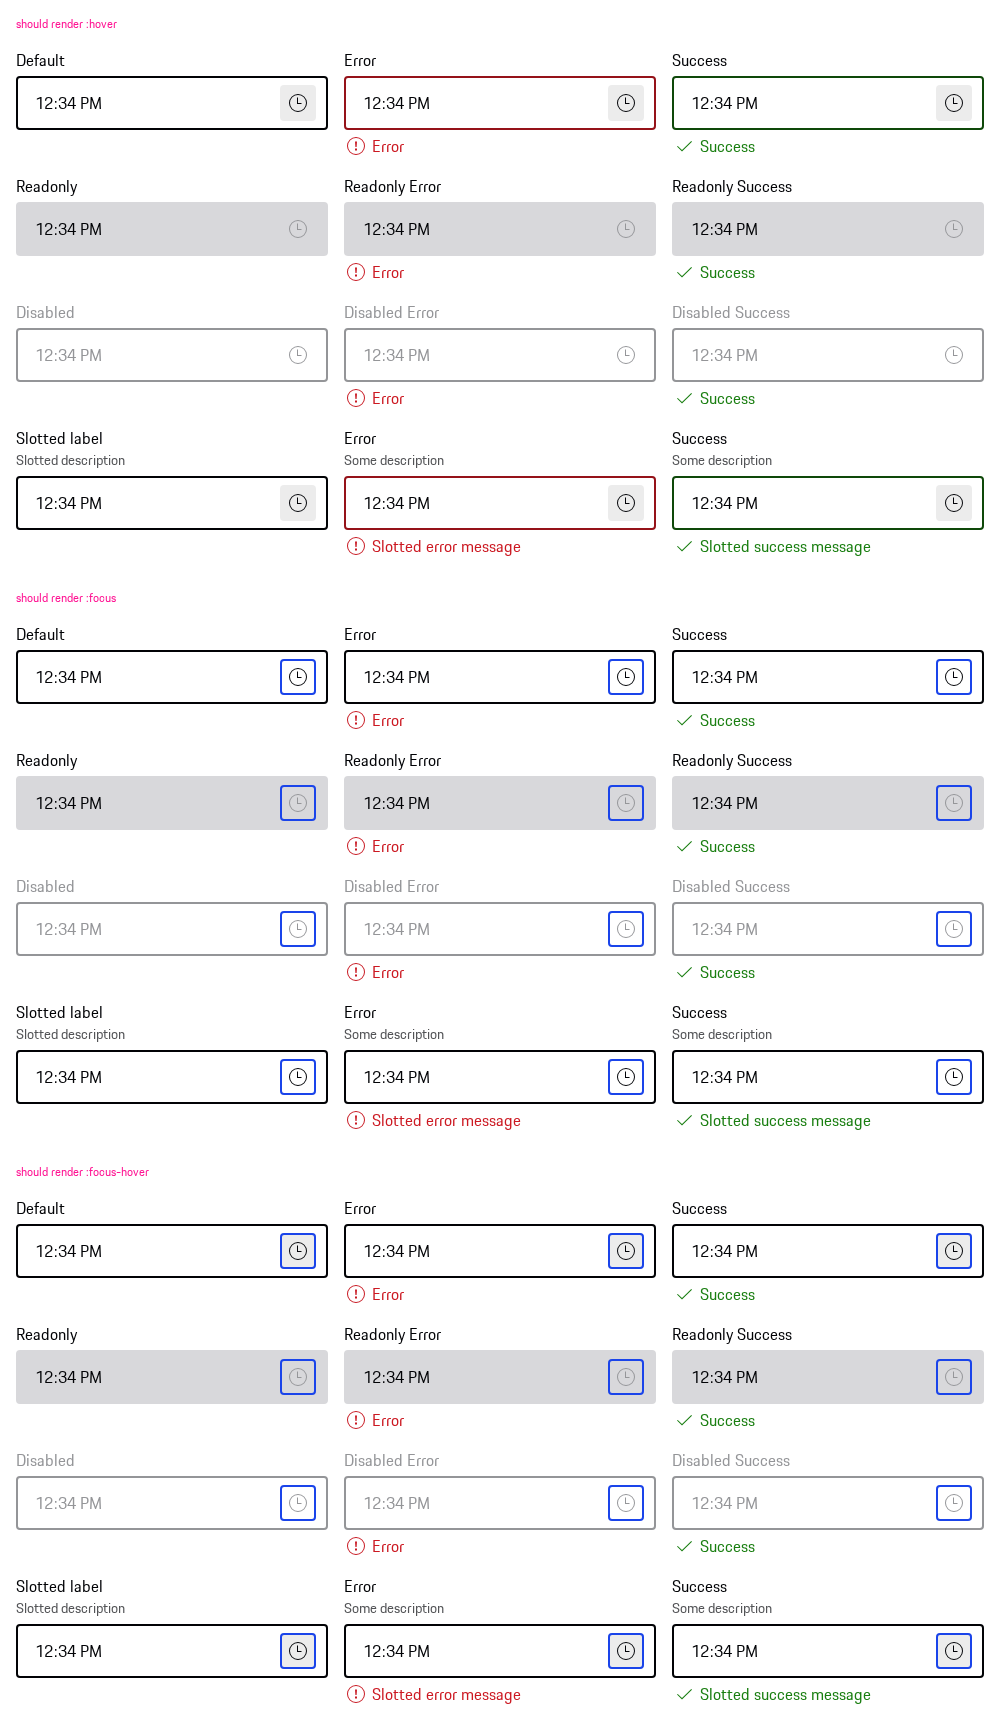 should render :hover
Default Error Success
12:34 PM 12:34 PM 12:34 PM
Error Success
Readonly Readonly Error Readonly Success
12:34 PM 12:34 PM 12:34 PM
Error Success
Disabled Disabled Error Disabled Success
12:34 PM 12:34 PM 12:34 PM
Error Success
Slotted label Error Success
Slotted description Some description Some description
12:34 PM 12:34 PM 12:34 PM
Slotted error message Slotted success message
should render :focus
Default Error Success
12:34 PM 12:34 PM 12:34 PM
Error Success
Readonly Readonly Error Readonly Success
12:34 PM 12:34 PM 12:34 PM
Error Success
Disabled Disabled Error Disabled Success
12:34 PM 12:34 PM 12:34 PM
Error Success
Slotted label Error Success
Slotted description Some description Some description
12:34 PM 12:34 PM 12:34 PM
Slotted error message Slotted success message
should render :focus-hover
Default Error Success
12:34 PM 12:34 PM 12:34 PM
Error Success
Readonly Readonly Error Readonly Success
12:34 PM 12:34 PM 12:34 PM
Error Success
Disabled Disabled Error Disabled Success
12:34 PM 12:34 PM 12:34 PM
Error Success
Slotted label Error Success
Slotted description Some description Some description
12:34 PM 12:34 PM 12:34 PM
Slotted error message Slotted success message